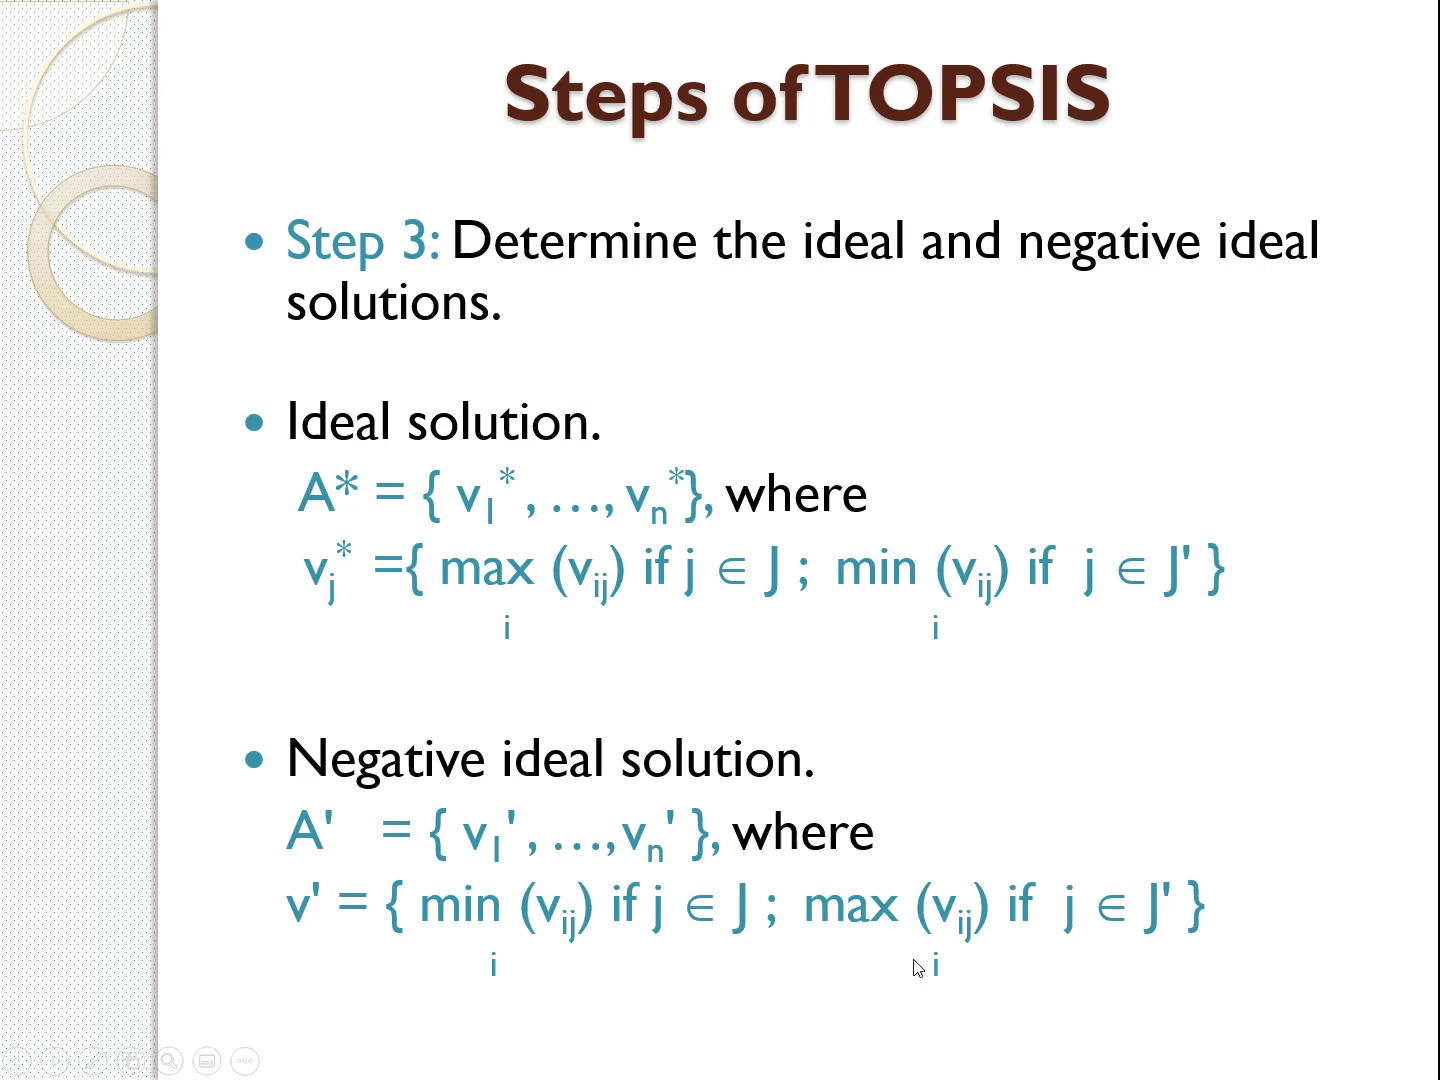 Steps of TOPSIS
• Step 3: Determine the ideal and negative ideal
solutions.
• Ideal solution.
A* = { v1* , …, vn*}, where
vj* ={ max (vij) if j ∈ J ; min (vij) if j ∈ J' }
i i
• Negative ideal solution.
A' = { v1' , …, vn' }, where
v' = { min (vij) if j ∈ J ; max (vij) if j ∈ J' }
i i